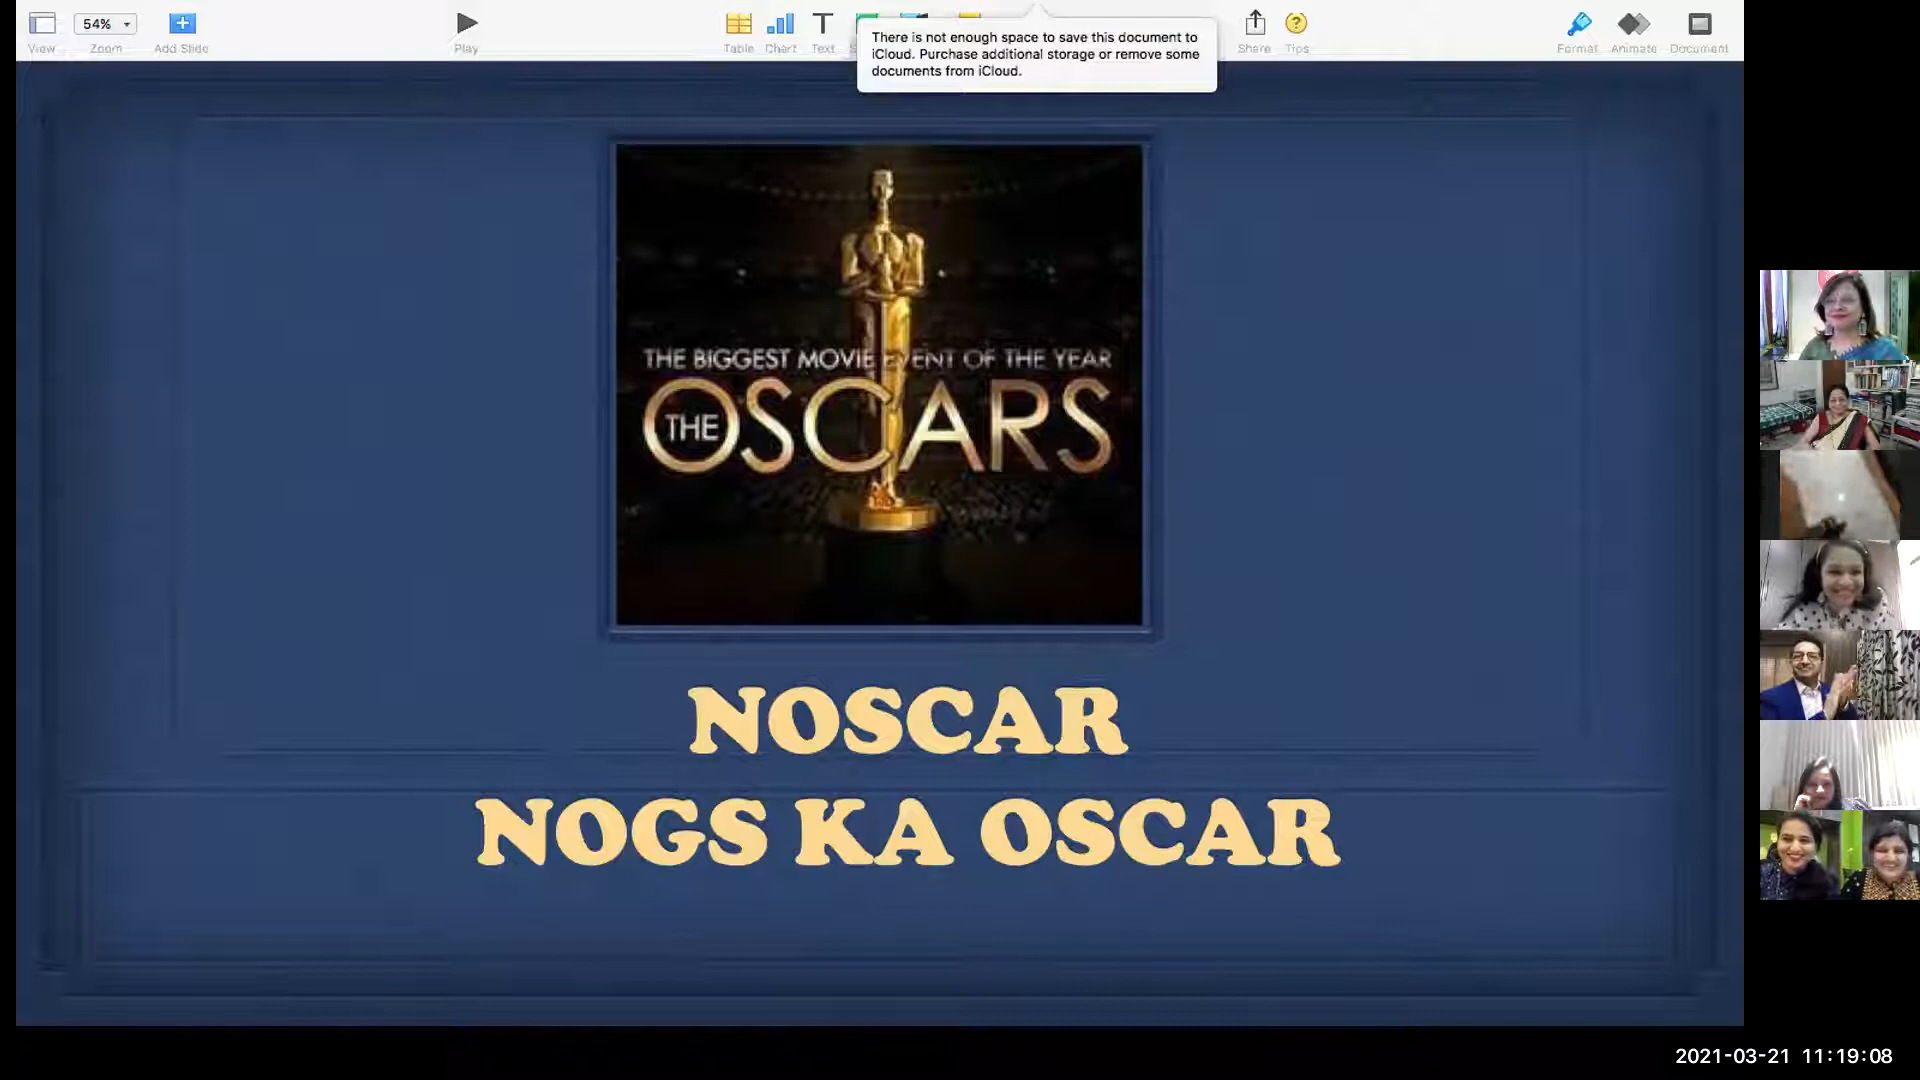 54%
View
Zoom
Add Slide
Play
Table
Chart
Text
There is not enough space to save this document to
iCloud. Purchase additional storage or remove some
documents from iCloud.
Share
Tips
Format
Animate
Document
THE BIGGEST MOVIE EVENT OF THE YEAR
THE OSCARS
NOSCAR
NOGS KA OSCAR
2021-03-21 11:19:08